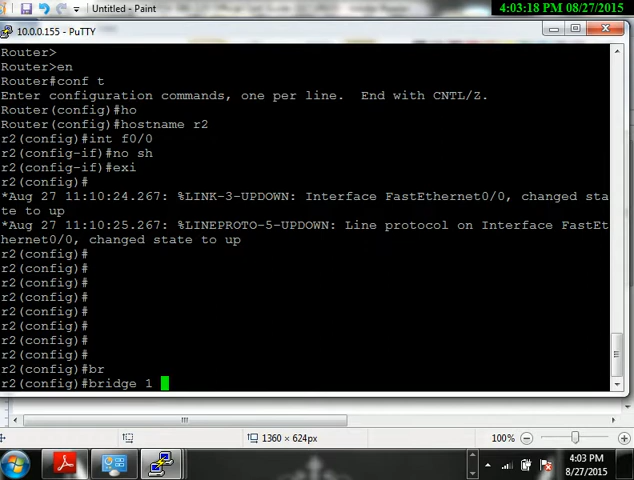 Untitled - Paint
4:03:18 PM 08/27/2015
10.0.0.155 - PuTTY
Router>
Router>en
Router#conf t
Enter configuration commands, one per line.  End with CNTL/Z.
Router(config)#ho
Router(config)#hostname r2
r2(config)#int f0/0
r2(config-if)#no sh
r2(config-if)#exi
r2(config)#
*Aug 27 11:10:24.267: %LINK-3-UPDOWN: Interface FastEthernet0/0, changed sta
te to up
*Aug 27 11:10:25.267: %LINEPROTO-5-UPDOWN: Line protocol on Interface FastEt
hernet0/0, changed state to up
r2(config)#
r2(config)#
r2(config)#
r2(config)#
r2(config)#
r2(config)#
r2(config)#
r2(config)#
r2(config)#br
r2(config)#bridge 1
1360 × 624px
100%
4:03 PM
8/27/2015